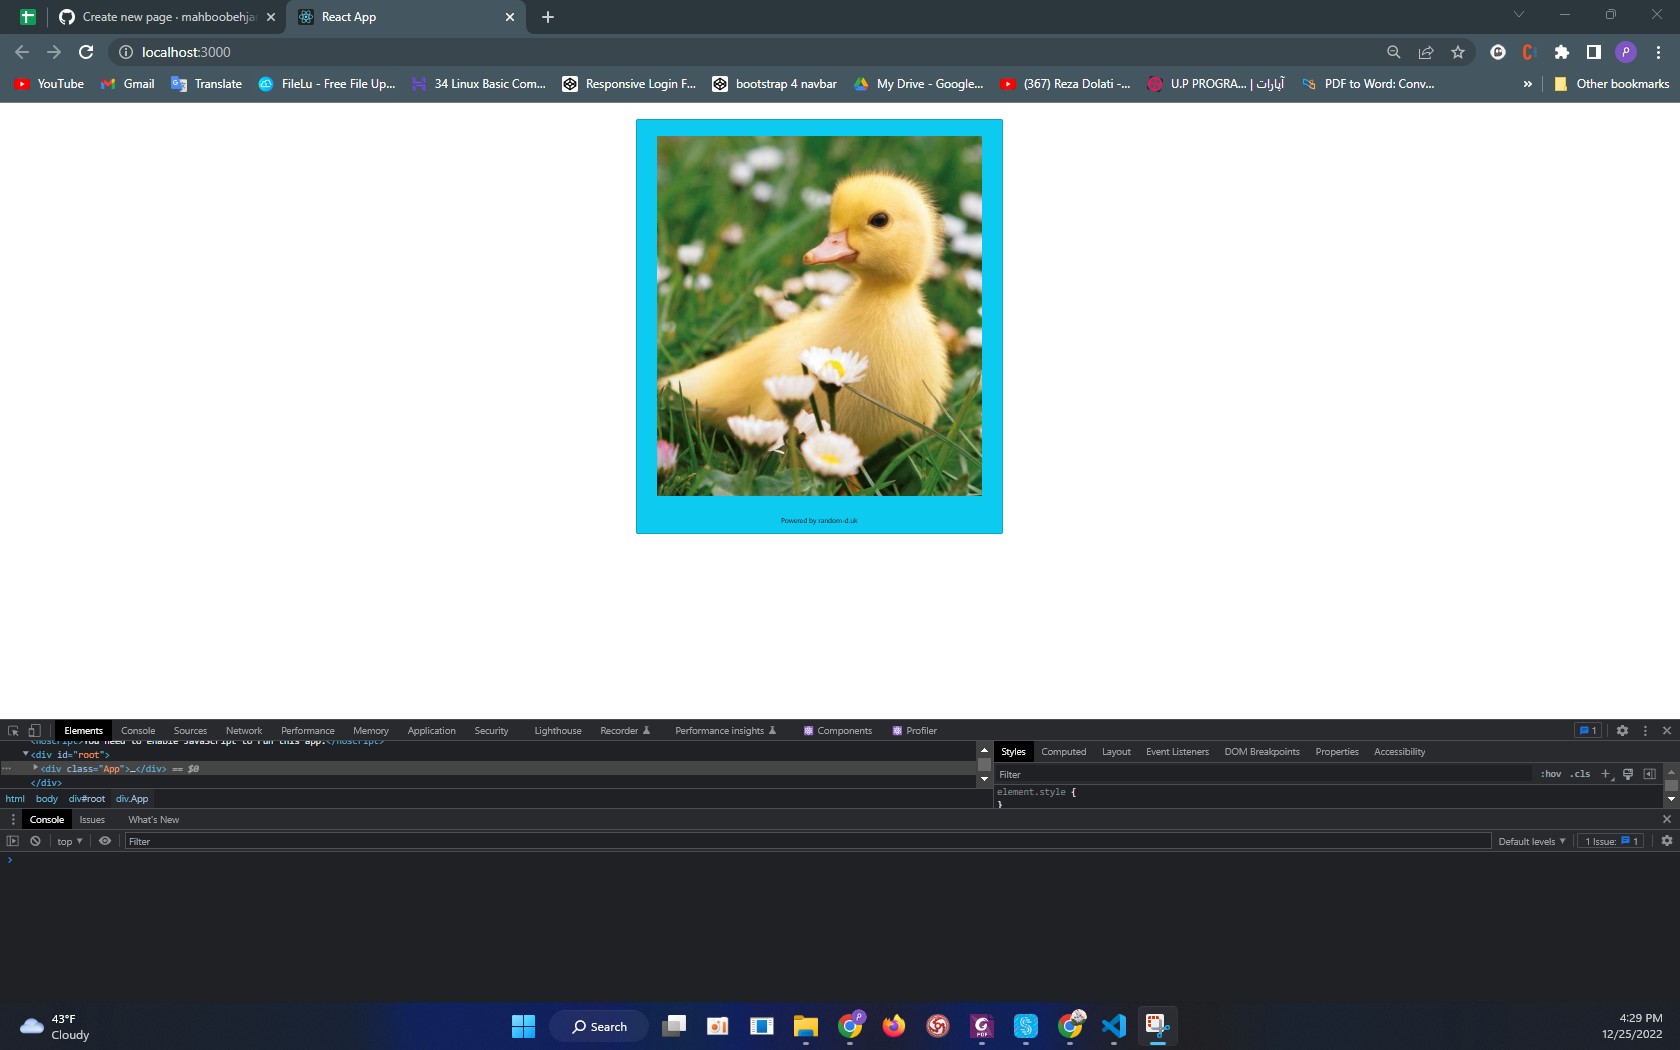 Create new page · mahboobehja
React App
localhost:3000
YouTube
Gmail
Translate
FileLu - Free File Up...
34 Linux Basic Com...
Responsive Login F...
bootstrap 4 navbar
My Drive - Google...
(367) Reza Dolati -...
U.P PROGRA... | آپارات
PDF to Word: Conv...
»
Other bookmarks
Powered by random-d.uk
Elements
Console
Sources
Network
Performance
Memory
Application
Security
Lighthouse
Recorder
Performance insights
Components
Profiler
1
<noscript>You need to enable JavaScript to run this app.</noscript>
<div id="root">
<div class="App">…</div> == $0
</div>
html body div#root div.App
Styles
Computed
Layout
Event Listeners
DOM Breakpoints
Properties
Accessibility
Filter
:hov .cls +
element.style {
}
Console
Issues
What's New
top
Filter
Default levels
1 Issue: 1
43°F
Cloudy
Search
4:29 PM
12/25/2022